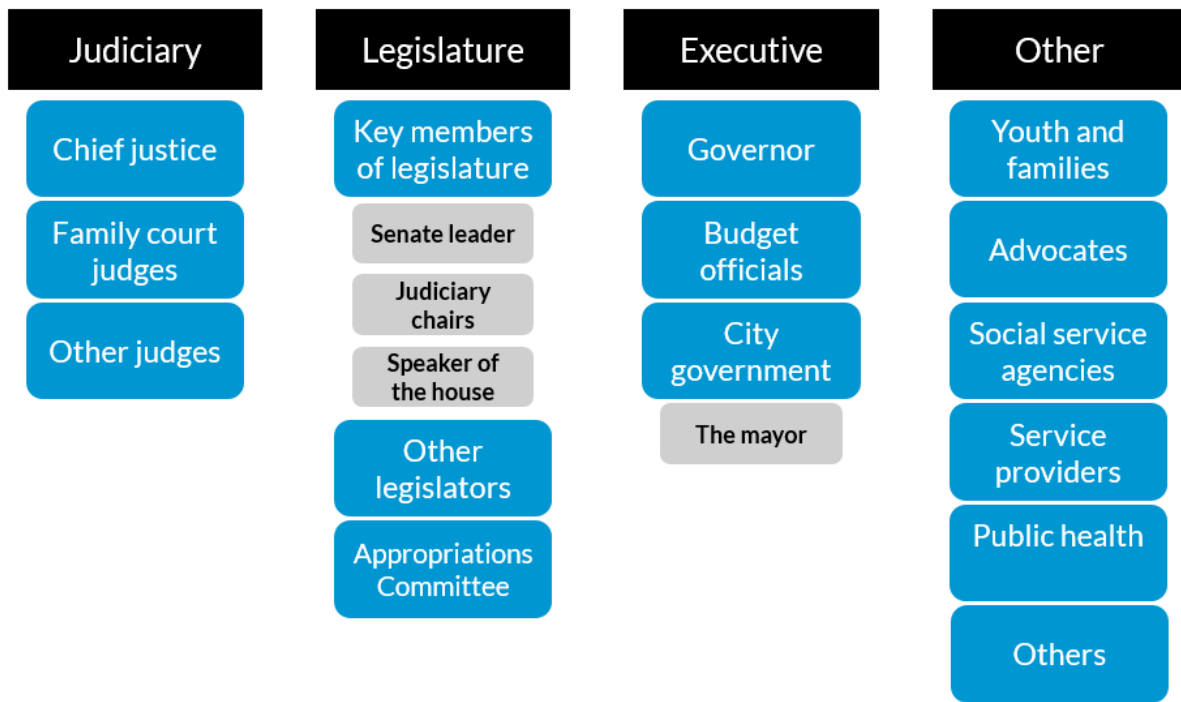 Judiciary
Chief justice
Family court
judges
Other judges
Legislature
Key members
of legislature
Senate leader
Judiciary
chairs
Speaker of
the house
Other
legislators
Appropriations
Committee
Executive
Governor
Budget
officials
City
government
The mayor
Other
Youth and
families
Advocates
Social service
agencies
Service
providers
Public health
Others